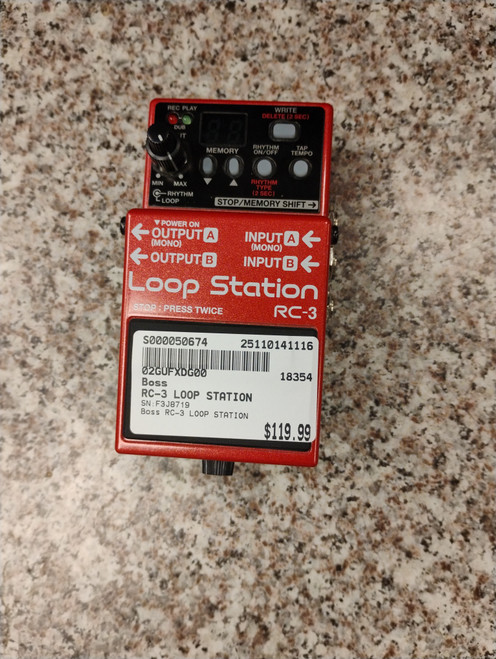 REC PLAY
DUB
WRITE
DELETE (2 SEC)
MEMORY
RHYTHM
ON/OFF
TAP
TEMPO
MIN
MAX
RHYTHM
LOOP
RHYTHM
TYPE
(2 SEC)
STOP/MEMORY SHIFT
POWER ON
OUTPUT A
(MONO)
INPUT A
(MONO)
OUTPUT B
INPUT B
Loop Station
RC-3
STOP : PRESS TWICE
S000050674 25110141116
02GUFXDG00
18354
Boss
RC-3 LOOP STATION
SN:F3J8719
Boss RC-3 LOOP STATION
$119.99